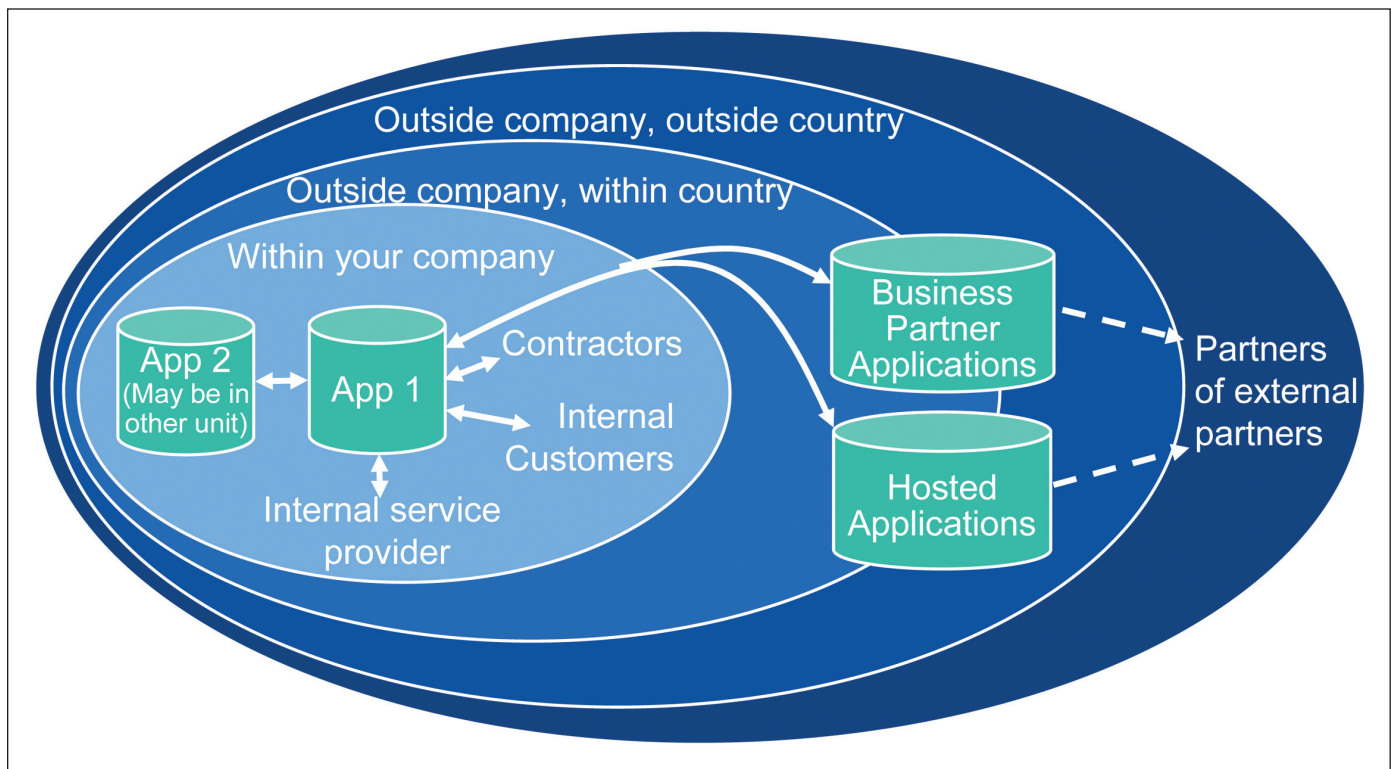 Outside company, outside country
Outside company, within country
Within your company
App 2
(May be in
other unit)
App 1
Contractors
Internal
Customers
Internal service
provider
Business
Partner
Applications
Hosted
Applications
Partners
of external
partners